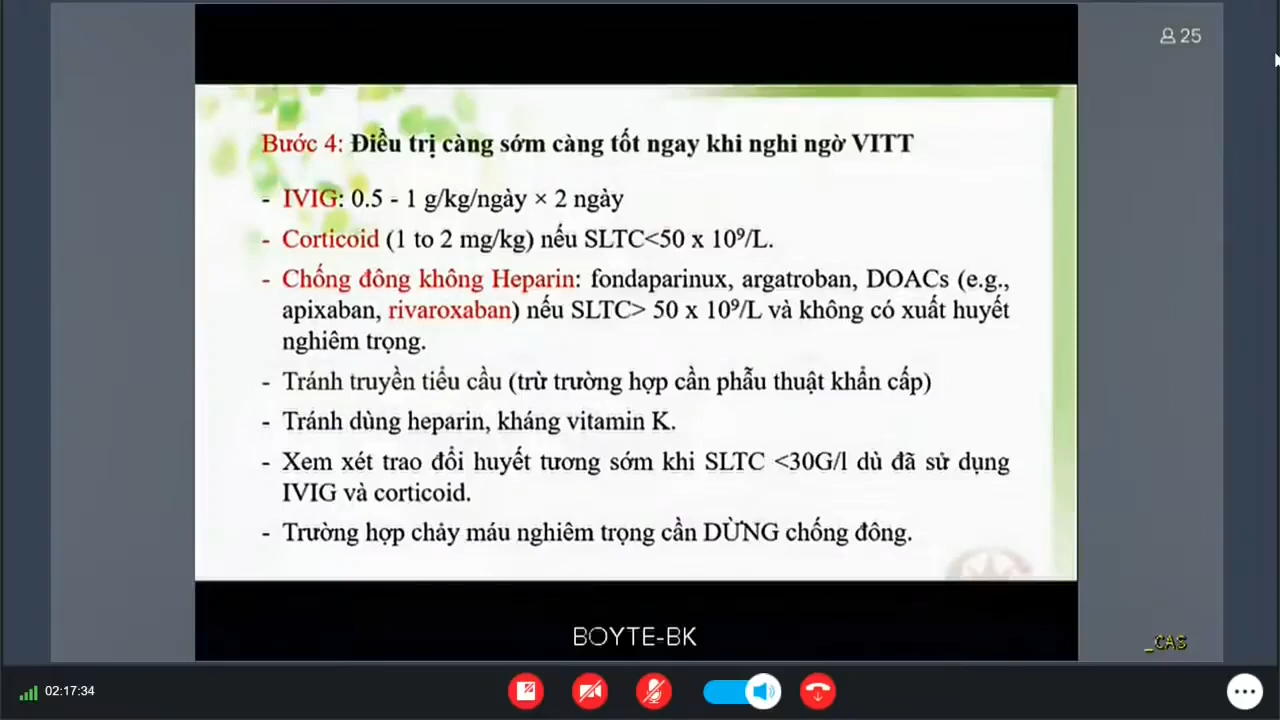 25
Bước 4: Điều trị càng sớm càng tốt ngay khi nghi ngờ VITT
- IVIG: 0.5 - 1 g/kg/ngày × 2 ngày
- Corticoid (1 to 2 mg/kg) nếu SLTC<50 x 10⁹/L.
- Chống đông không Heparin: fondaparinux, argatroban, DOACs (e.g.,
apixaban, rivaroxaban) nếu SLTC> 50 x 10⁹/L và không có xuất huyết
nghiêm trọng.
- Tránh truyền tiểu cầu (trừ trường hợp cần phẫu thuật khẩn cấp)
- Tránh dùng heparin, kháng vitamin K.
- Xem xét trao đổi huyết tương sớm khi SLTC <30G/l dù đã sử dụng
IVIG và corticoid.
- Trường hợp chảy máu nghiêm trọng cần DỪNG chống đông.
BOYTE-BK
_CAS
02:17:34